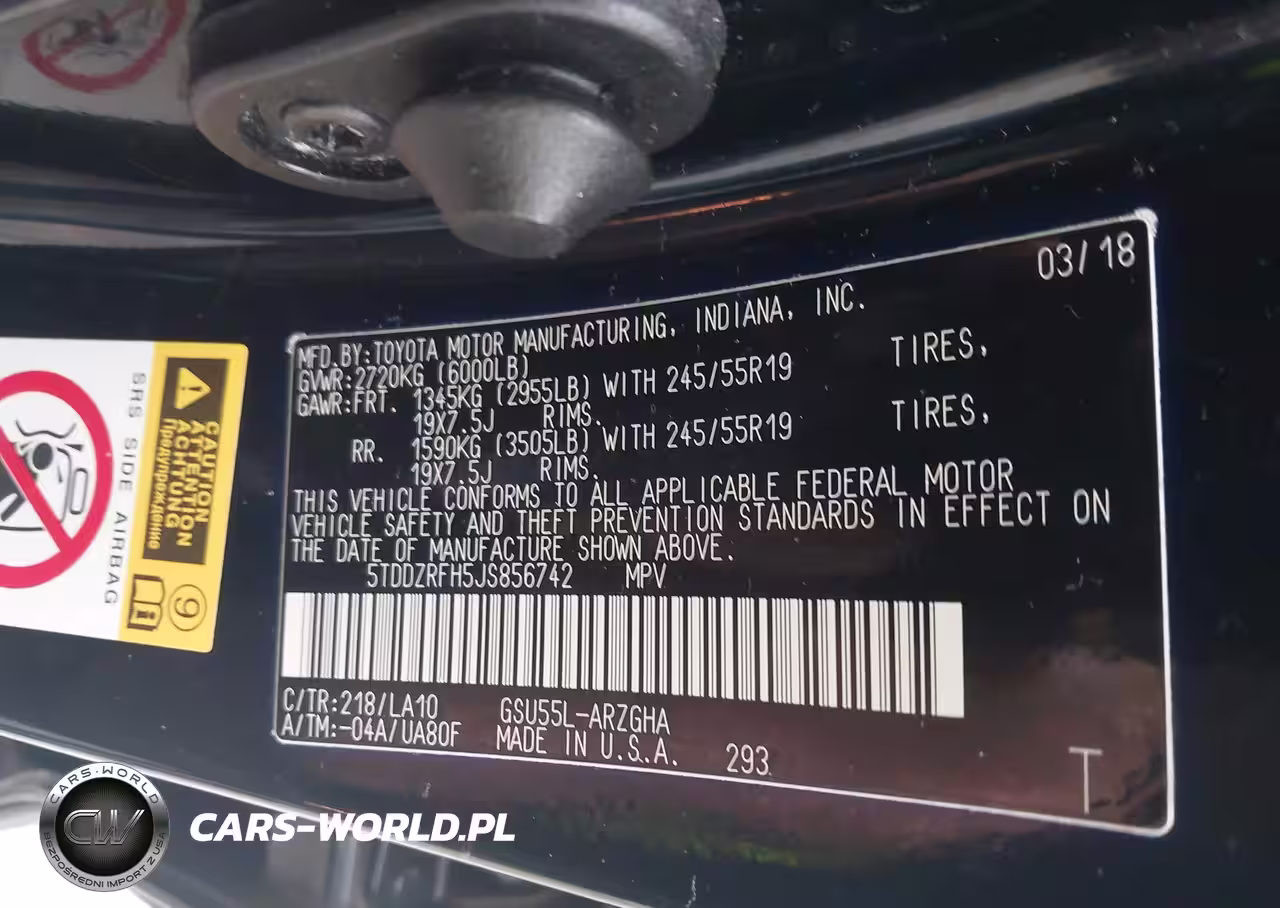 03/18
MFD.BY:TOYOTA MOTOR MANUFACTURING, INDIANA, INC.
GVWR:2720KG (6000LB)
GAWR:FRT. 1345KG (2955LB) WITH 245/55R19 TIRES,
19X7.5J RIMS.
RR. 1590KG (3505LB) WITH 245/55R19 TIRES,
19X7.5J RIMS.
THIS VEHICLE CONFORMS TO ALL APPLICABLE FEDERAL MOTOR
VEHICLE SAFETY AND THEFT PREVENTION STANDARDS IN EFFECT ON
THE DATE OF MANUFACTURE SHOWN ABOVE.
5TDDZRFH5JS856742 MPV
C/TR:218/LA10 GSU55L-ARZGHA
A/TM:-04A/UA80F MADE IN U.S.A. 293
T
CAUTION
ATTENTION
ACHTUNG
Предупреждение
SRS SIDE AIRBAG
9
CARS-WORLD
CW
BEZPOŚREDNI IMPORT Z USA
CARS-WORLD.PL